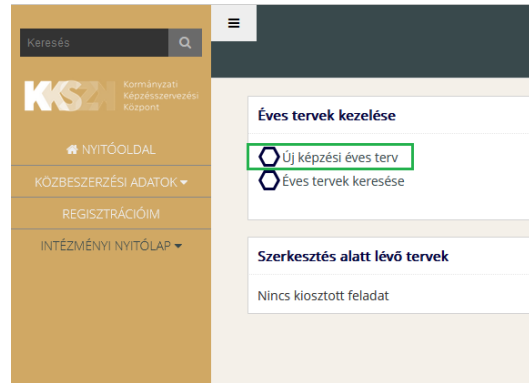 Keresés
KKSZK
Kormányzati
Képzésszervezési
Központ
NYITÓOLDAL
KÖZBESZERZÉSI ADATOK
REGISZTRÁCIÓIM
INTÉZMÉNYI NYITÓLAP
Éves tervek kezelése
Új képzési éves terv
Éves tervek keresése
Szerkesztés alatt lévő tervek
Nincs kiosztott feladat